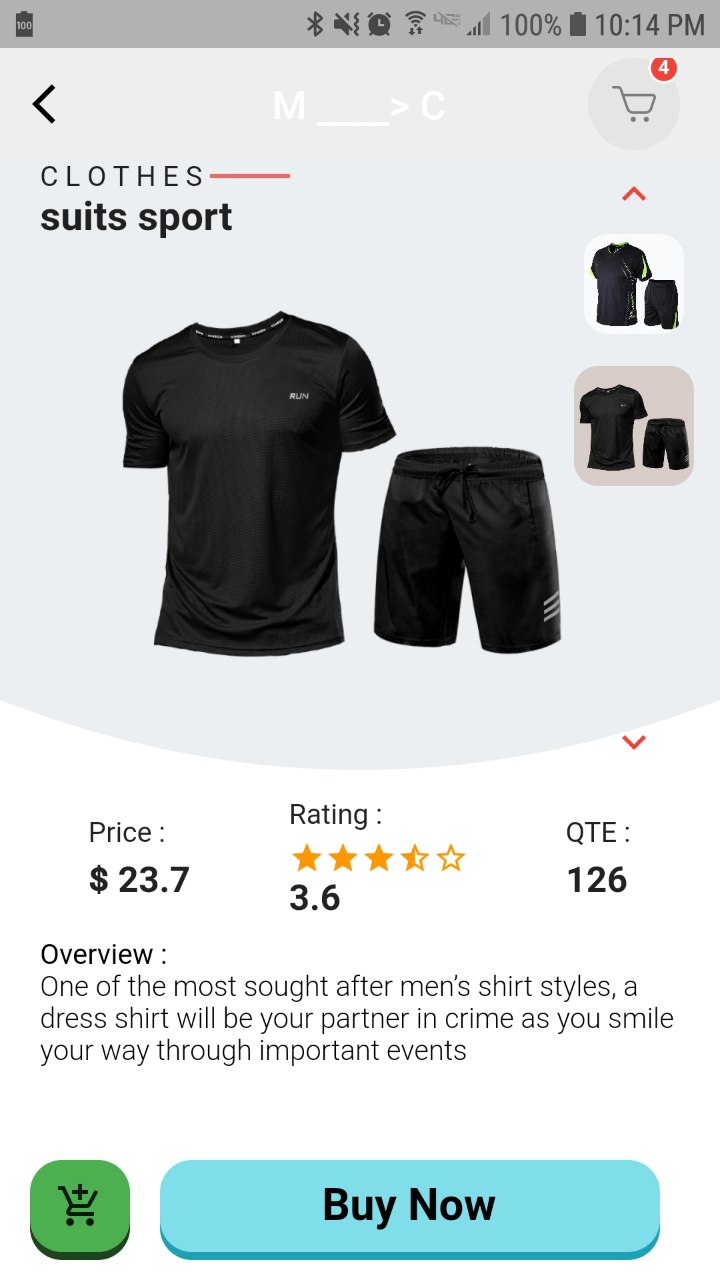 100
4G
100%
10:14 PM
M ____> C
4
CLOTHES
suits sport
RUN
Price :
$ 23.7
Rating :
3.6
QTE :
126
Overview :
One of the most sought after men’s shirt styles, a
dress shirt will be your partner in crime as you smile
your way through important events
Buy Now